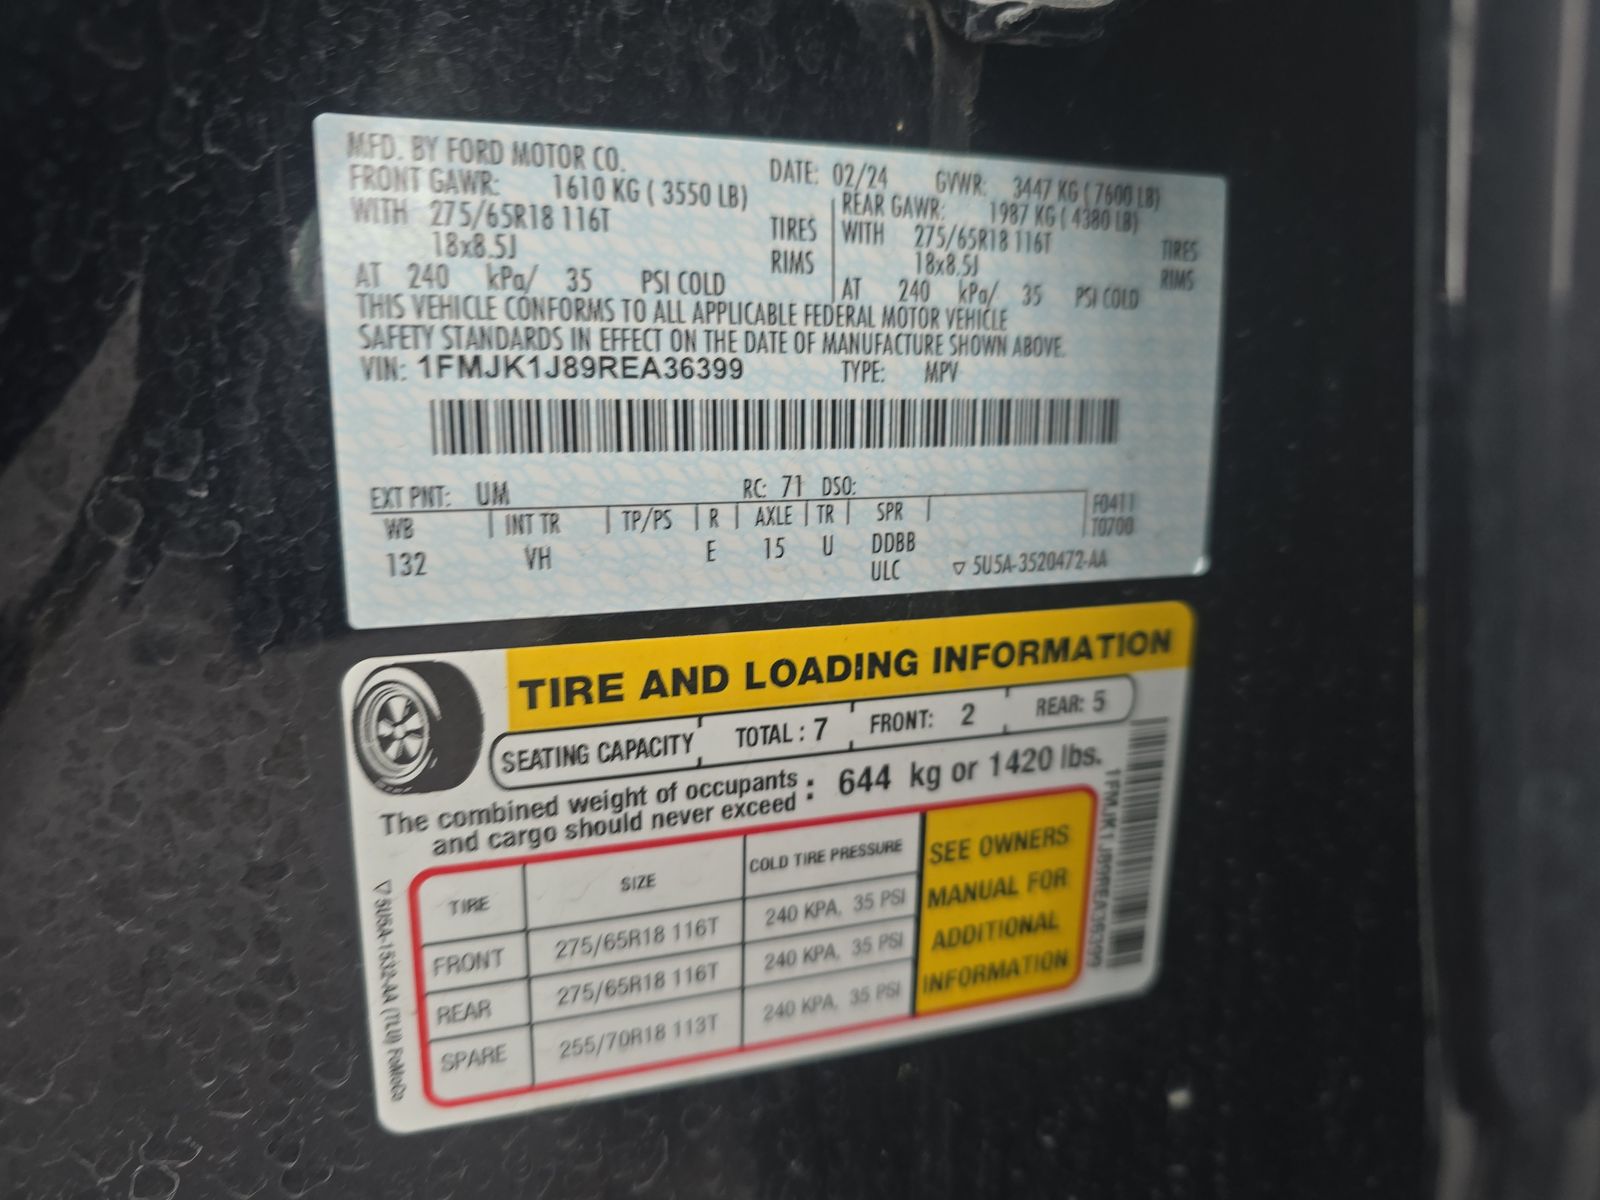 MFD. BY FORD MOTOR CO. DATE: 02/24 GVWR: 3447 KG ( 7600 LB)
FRONT GAWR: 1610 KG ( 3550 LB) REAR GAWR: 1987 KG ( 4380 LB)
WITH 275/65R18 116T TIRES WITH 275/65R18 116T TIRES
18x8.5J RIMS 18x8.5J RIMS
AT 240 kPa/ 35 PSI COLD AT 240 kPa/ 35 PSI COLD
THIS VEHICLE CONFORMS TO ALL APPLICABLE FEDERAL MOTOR VEHICLE
SAFETY STANDARDS IN EFFECT ON THE DATE OF MANUFACTURE SHOWN ABOVE.
VIN: 1FMJK1J89REA36399 TYPE: MPV
EXT PNT: UM RC: 71 DSO:
WB INT TR TP/PS R AXLE TR SPR F0411
T0700
132 VH E 15 U DDBB
ULC ▽ 5U5A-3520472-AA
TIRE AND LOADING INFORMATION
SEATING CAPACITY TOTAL : 7 FRONT: 2 REAR: 5
The combined weight of occupants
and cargo should never exceed : 644 kg or 1420 lbs.
TIRE SIZE COLD TIRE PRESSURE
FRONT 275/65R18 116T 240 KPA, 35 PSI
REAR 275/65R18 116T 240 KPA, 35 PSI
SPARE 255/70R18 113T 240 KPA, 35 PSI
SEE OWNERS
MANUAL FOR
ADDITIONAL
INFORMATION
1FMJK1J89REA36399
▽ 5U5A-1532-AA (TLU) FoMoCo